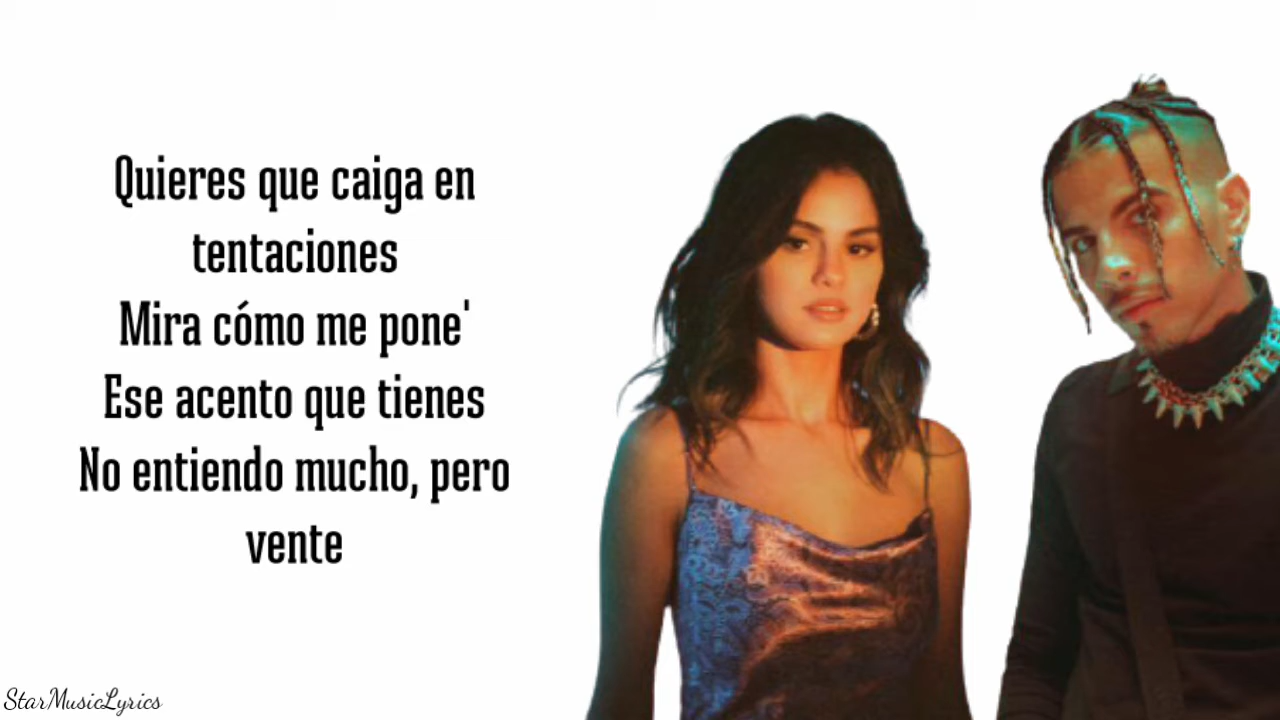 Quieres que caiga en
tentaciones
Mira cómo me pone'
Ese acento que tienes
No entiendo mucho, pero
vente
StarMusicLyrics